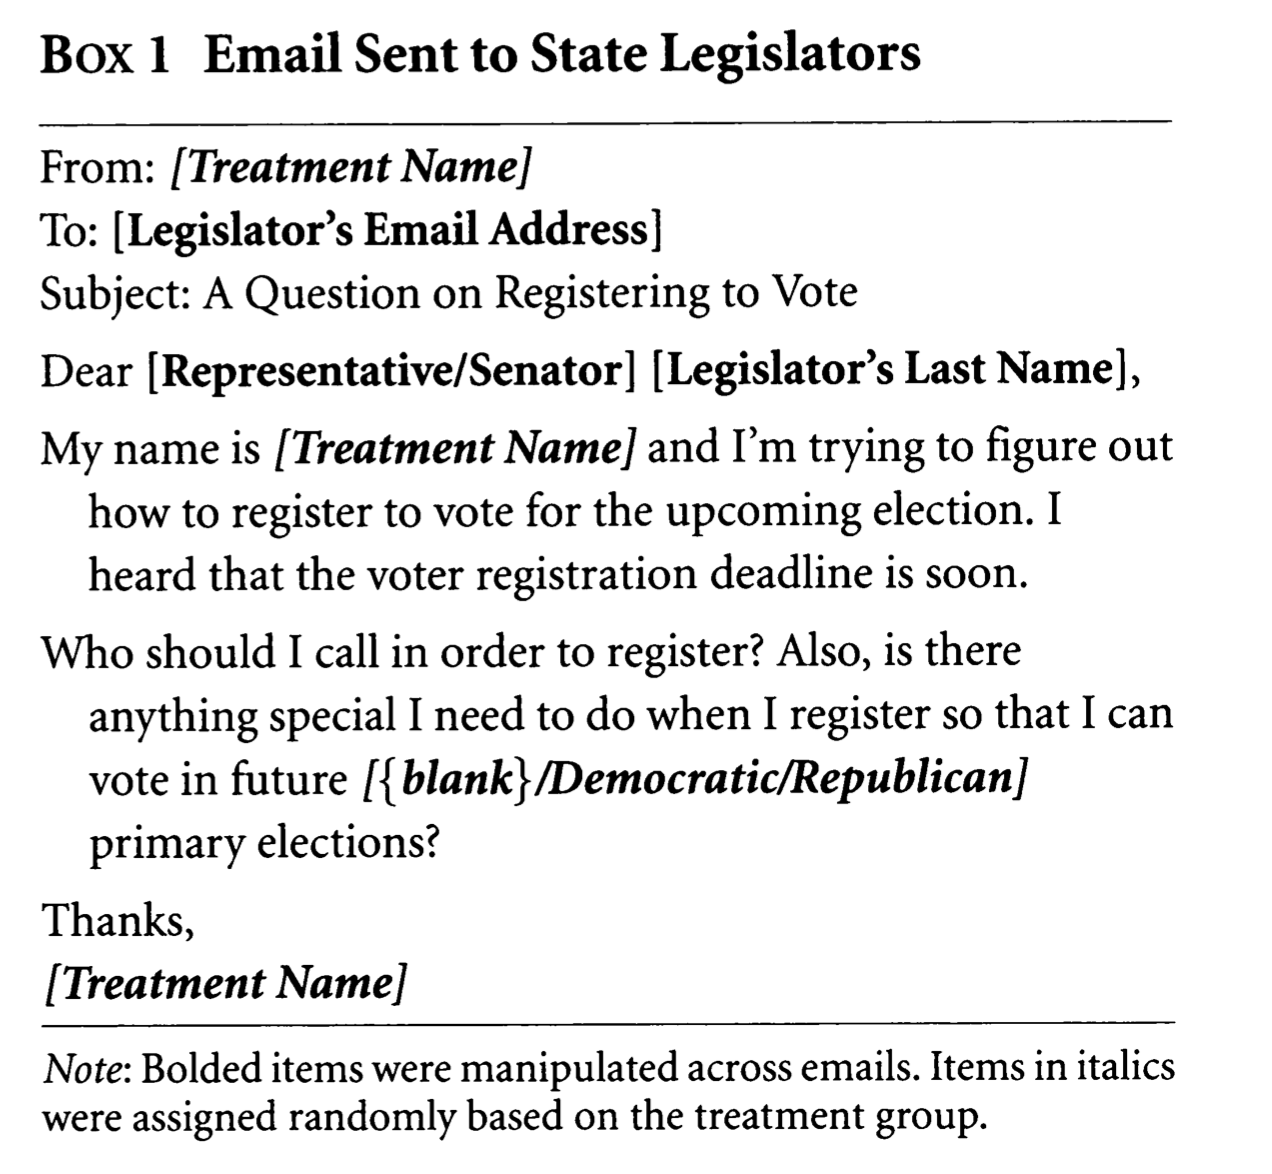 BOX 1 Email Sent to State Legislators
From: [Treatment Name]
To: [Legislator’s Email Address]
Subject: A Question on Registering to Vote
Dear [Representative/Senator] [Legislator’s Last Name],
My name is [Treatment Name] and I’m trying to figure out
how to register to vote for the upcoming election. I
heard that the voter registration deadline is soon.
Who should I call in order to register? Also, is there
anything special I need to do when I register so that I can
vote in future [{blank}/Democratic/Republican]
primary elections?
Thanks,
[Treatment Name]
Note: Bolded items were manipulated across emails. Items in italics
were assigned randomly based on the treatment group.